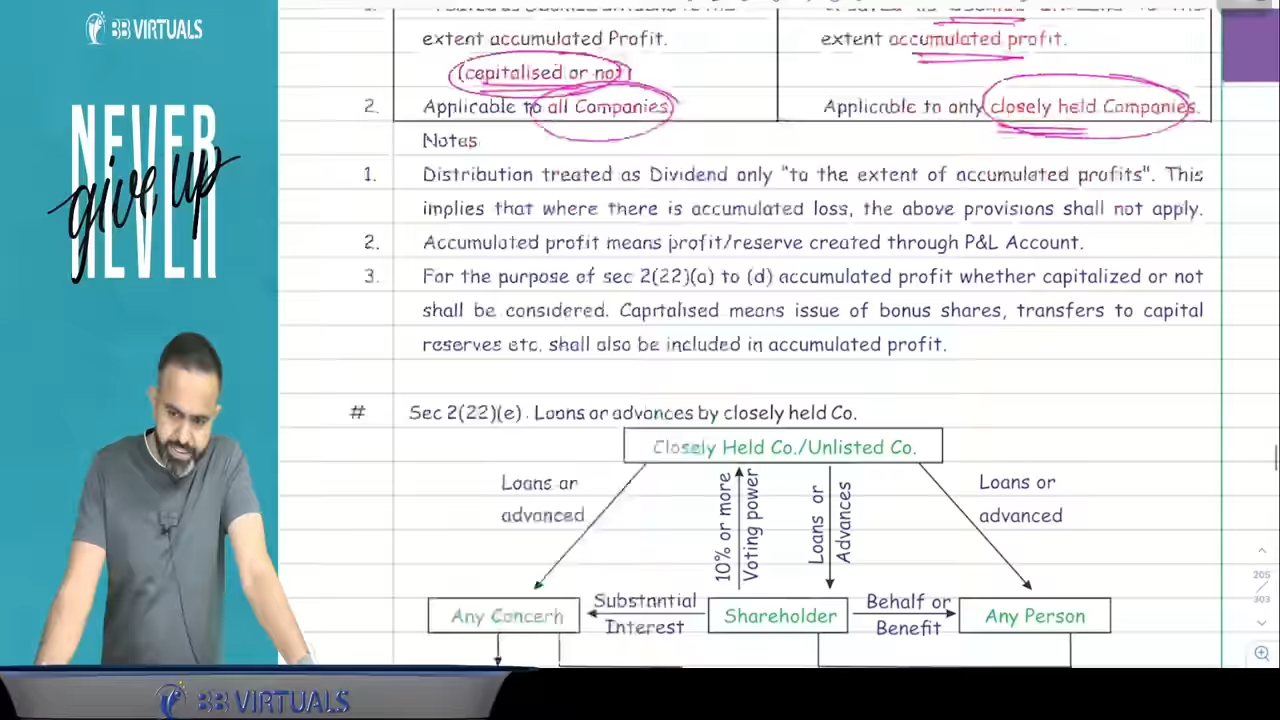 BB VIRTUALS
NEVER
give up
NEVER
extent accumulated Profit.
(capitalised or no)
2. Applicable to all Companies
extent accumulated profit.
Applicable to only closely held Companies.
Notes
1. Distribution treated as Dividend only "to the extent of accumulated profits". This
implies that where there is accumulated loss, the above provisions shall not apply.
2. Accumulated profit means profit/reserve created through P&L Account.
3. For the purpose of sec 2(22)(a) to (d) accumulated profit whether capitalized or not
shall be considered. Capitalised means issue of bonus shares, transfers to capital
reserves etc. shall also be included in accumulated profit.
# Sec 2(22)(e). Loans or advances by closely held Co.
Closely Held Co./Unlisted Co.
Loans or
advanced
10% or more
Voting power
Loans or
Advances
Loans or
advanced
Any Concern
Substantial
Interest
Shareholder
Behalf or
Benefit
Any Person
205
/
303
BB VIRTUALS